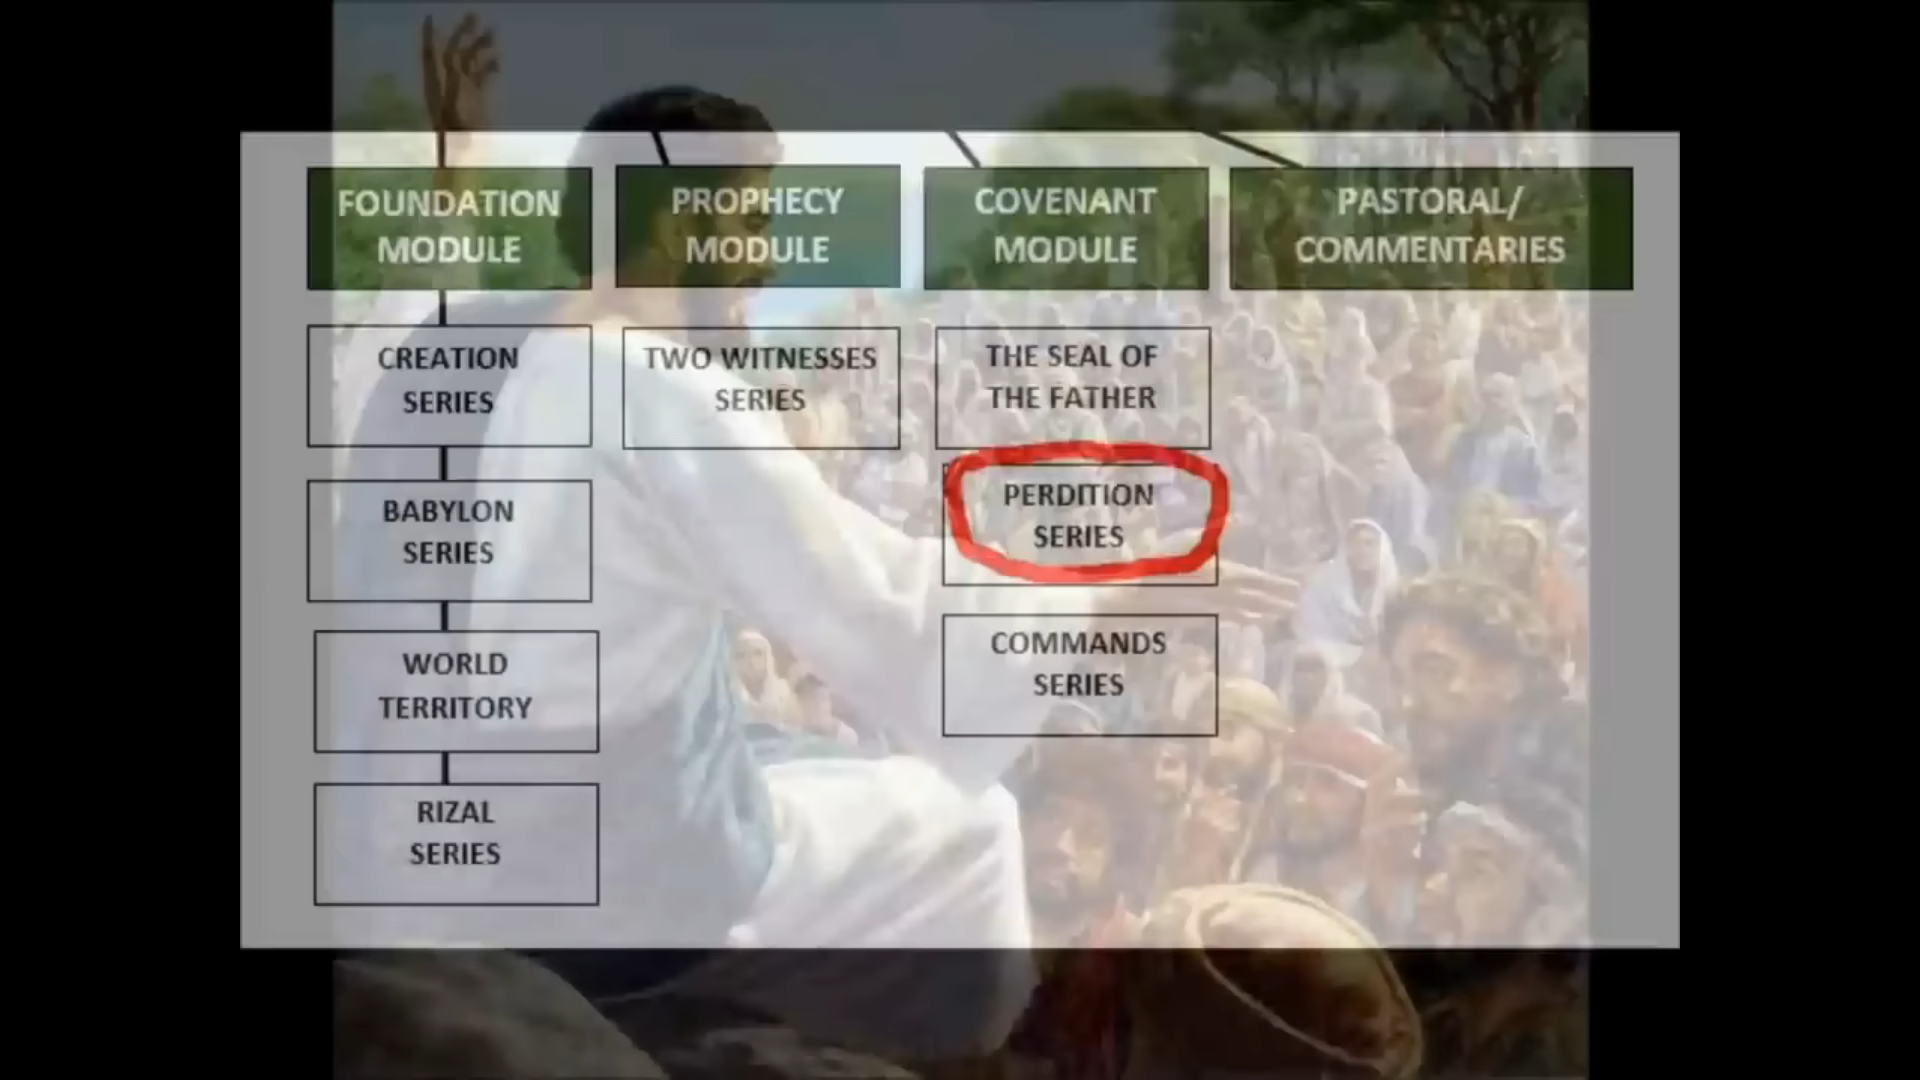 FOUNDATION
MODULE
PROPHECY
MODULE
COVENANT
MODULE
PASTORAL/
COMMENTARIES
CREATION
SERIES
TWO WITNESSES
SERIES
THE SEAL OF
THE FATHER
BABYLON
SERIES
PERDITION
SERIES
WORLD
TERRITORY
COMMANDS
SERIES
RIZAL
SERIES